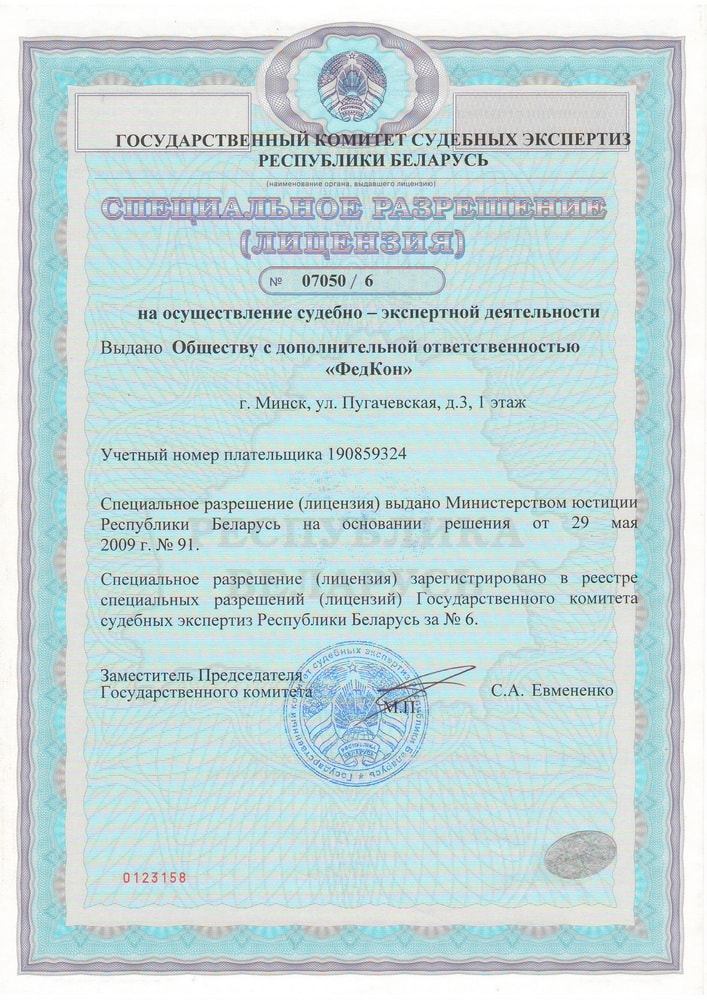 ГОСУДАРСТВЕННЫЙ КОМИТЕТ СУДЕБНЫХ ЭКСПЕРТИЗ
РЕСПУБЛИКИ БЕЛАРУСЬ
(наименование органа, выдавшего лицензию)
СПЕЦИАЛЬНОЕ РАЗРЕШЕНИЕ
(ЛИЦЕНЗИЯ)
№ 07050 / 6
на осуществление судебно – экспертной деятельности
Выдано Обществу с дополнительной ответственностью
«ФедКон»
г. Минск, ул. Пугачевская, д.3, 1 этаж
Учетный номер плательщика 190859324
Специальное разрешение (лицензия) выдано Министерством юстиции
Республики Беларусь на основании решения от 29 мая
2009 г. № 91.
РЕСПУБЛИКА
БЕЛАРУСЬ
Специальное разрешение (лицензия) зарегистрировано в реестре
специальных разрешений (лицензий) Государственного комитета
судебных экспертиз Республики Беларусь за № 6.
Заместитель Председателя
Государственного комитета
С.А. Евмененко
М.П.
Государственный комитет судебных экспертиз Республики Беларусь
РЭСПУБЛІКА
БЕЛАРУСЬ
0123158